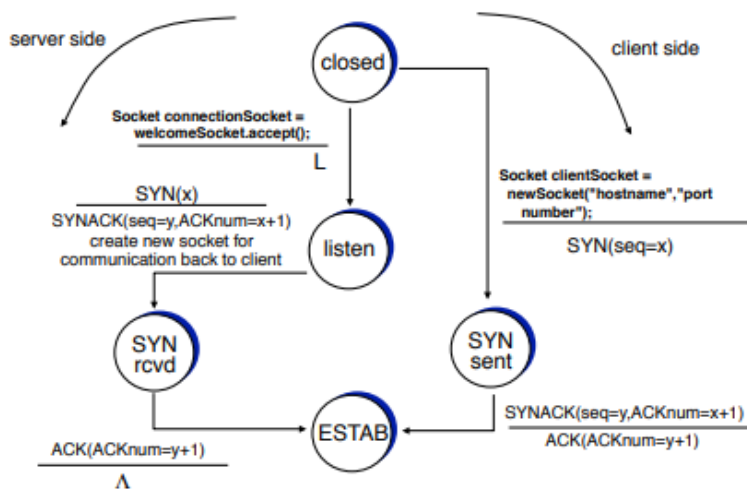 server side
client side
closed
Socket connectionSocket =
welcomeSocket.accept();
L
Socket clientSocket =
newSocket("hostname","port
number");
SYN(seq=x)
SYN(x)
SYNACK(seq=y,ACKnum=x+1)
create new socket for
communication back to client
listen
SYN
rcvd
SYN
sent
ESTAB
SYNACK(seq=y,ACKnum=x+1)
ACK(ACKnum=y+1)
ACK(ACKnum=y+1)
Λ